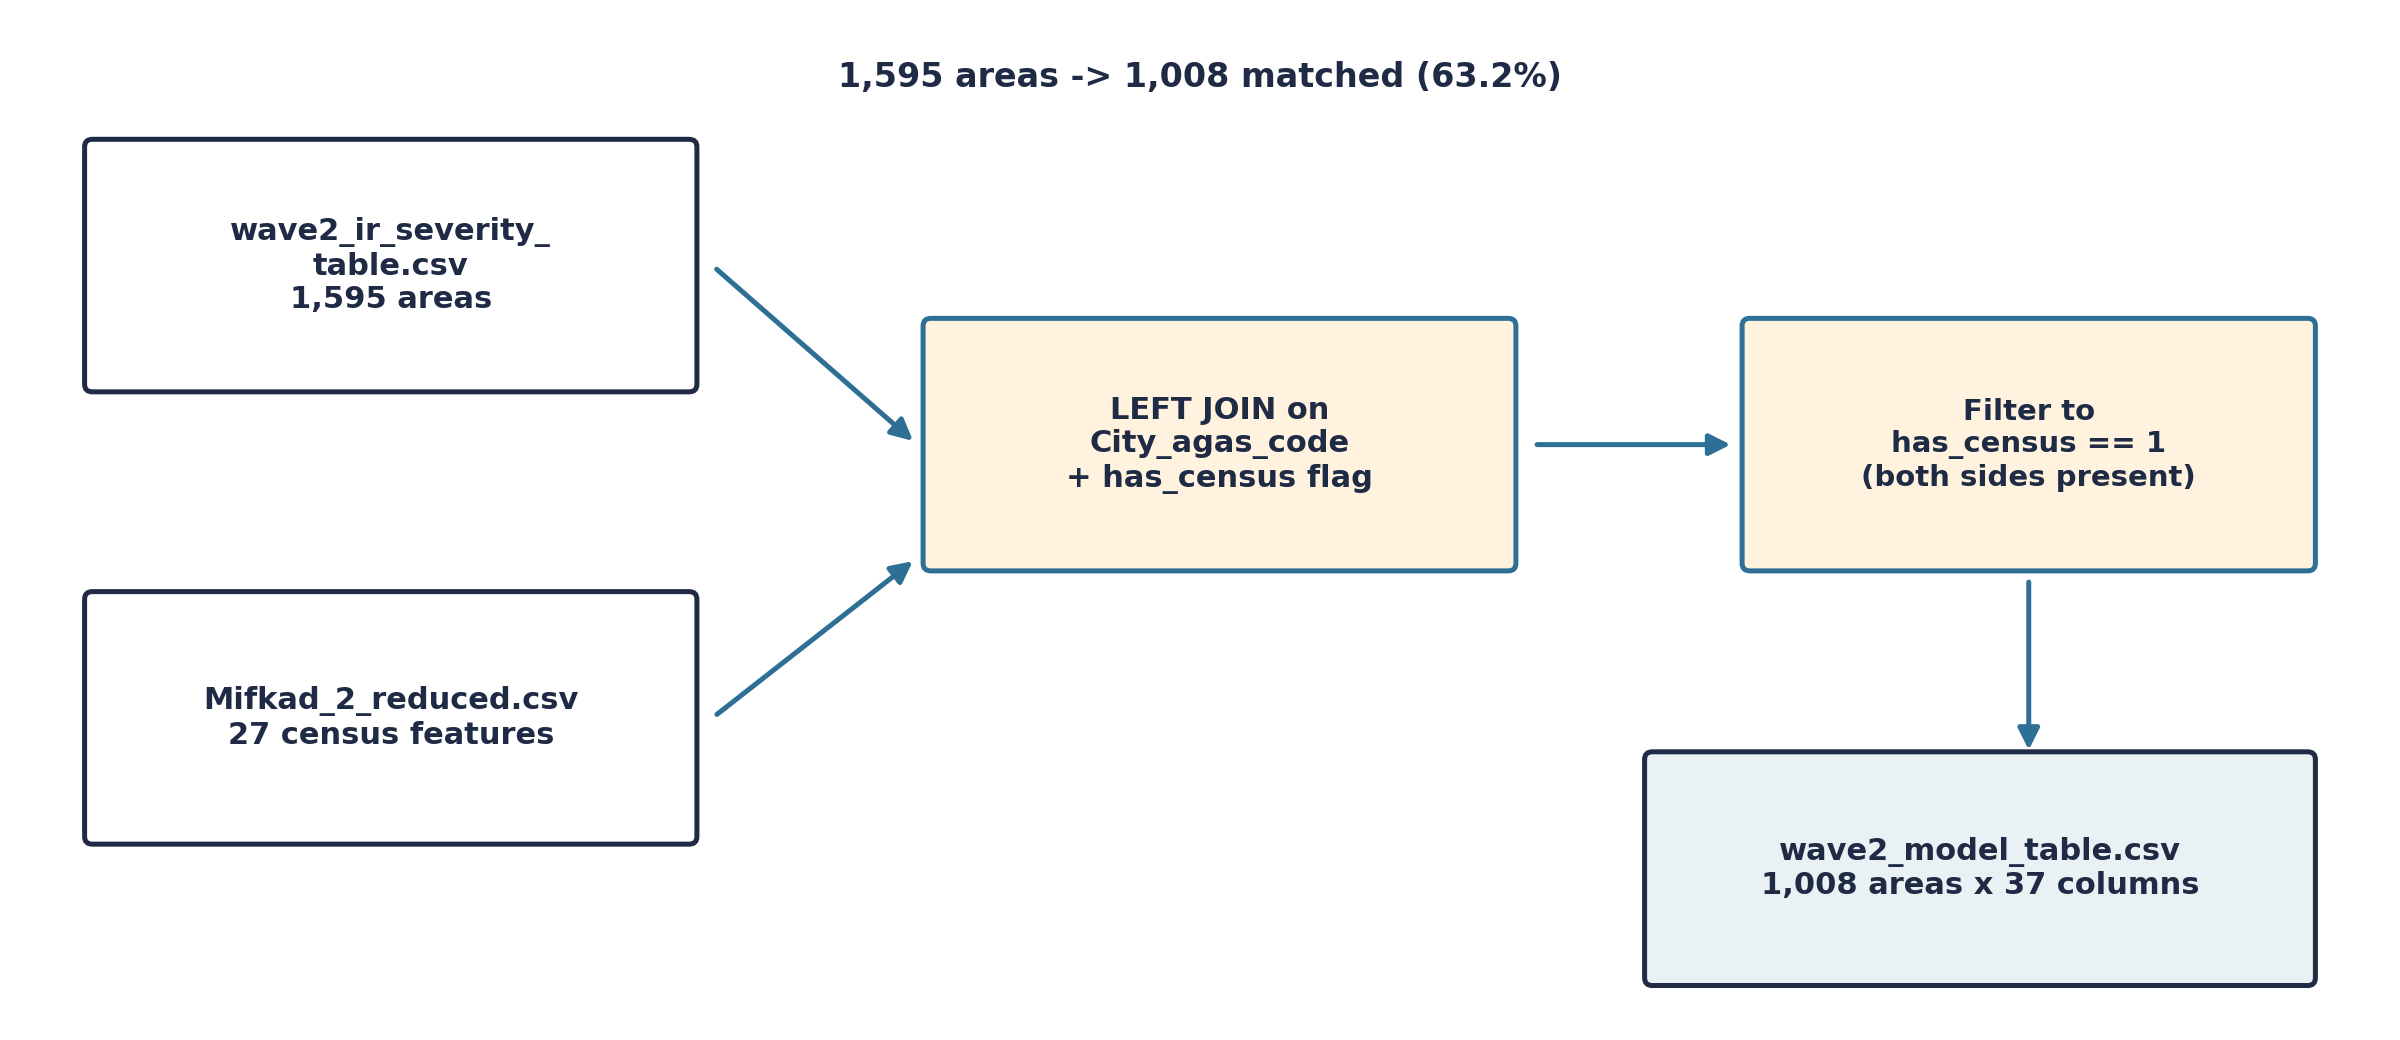 1,595 areas -> 1,008 matched (63.2%)
wave2_ir_severity_
table.csv
1,595 areas
LEFT JOIN on
City_agas_code
+ has_census flag
Filter to
has_census == 1
(both sides present)
Mifkad_2_reduced.csv
27 census features
wave2_model_table.csv
1,008 areas x 37 columns